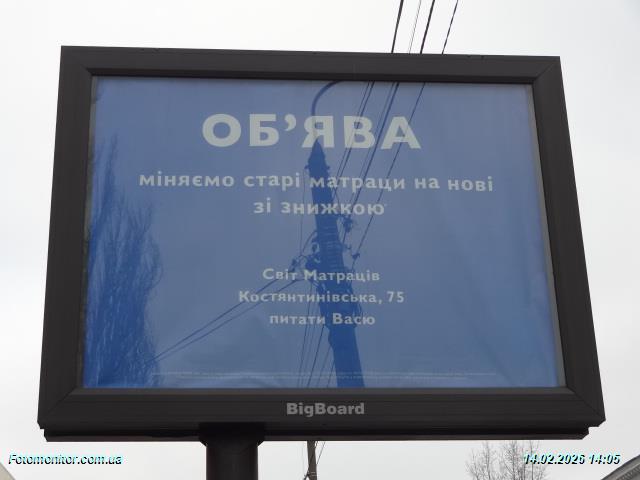 ОБ’ЯВА
міняємо старі матраци на нові
зі знижкою*
Світ Матраців
Костянтинівська, 75
питати Васю
BigBoard
Fotomonitor.com.ua
14.02.2026 14:05